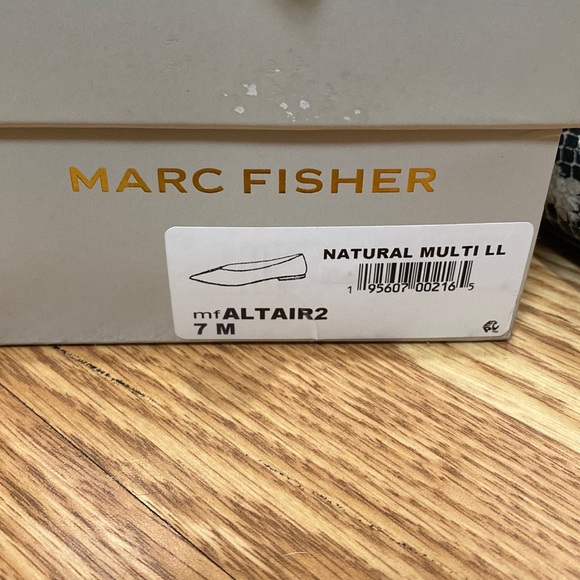 MARC FISHER
NATURAL MULTI LL
1 95607 00216 5
mfALTAIR2
7 M